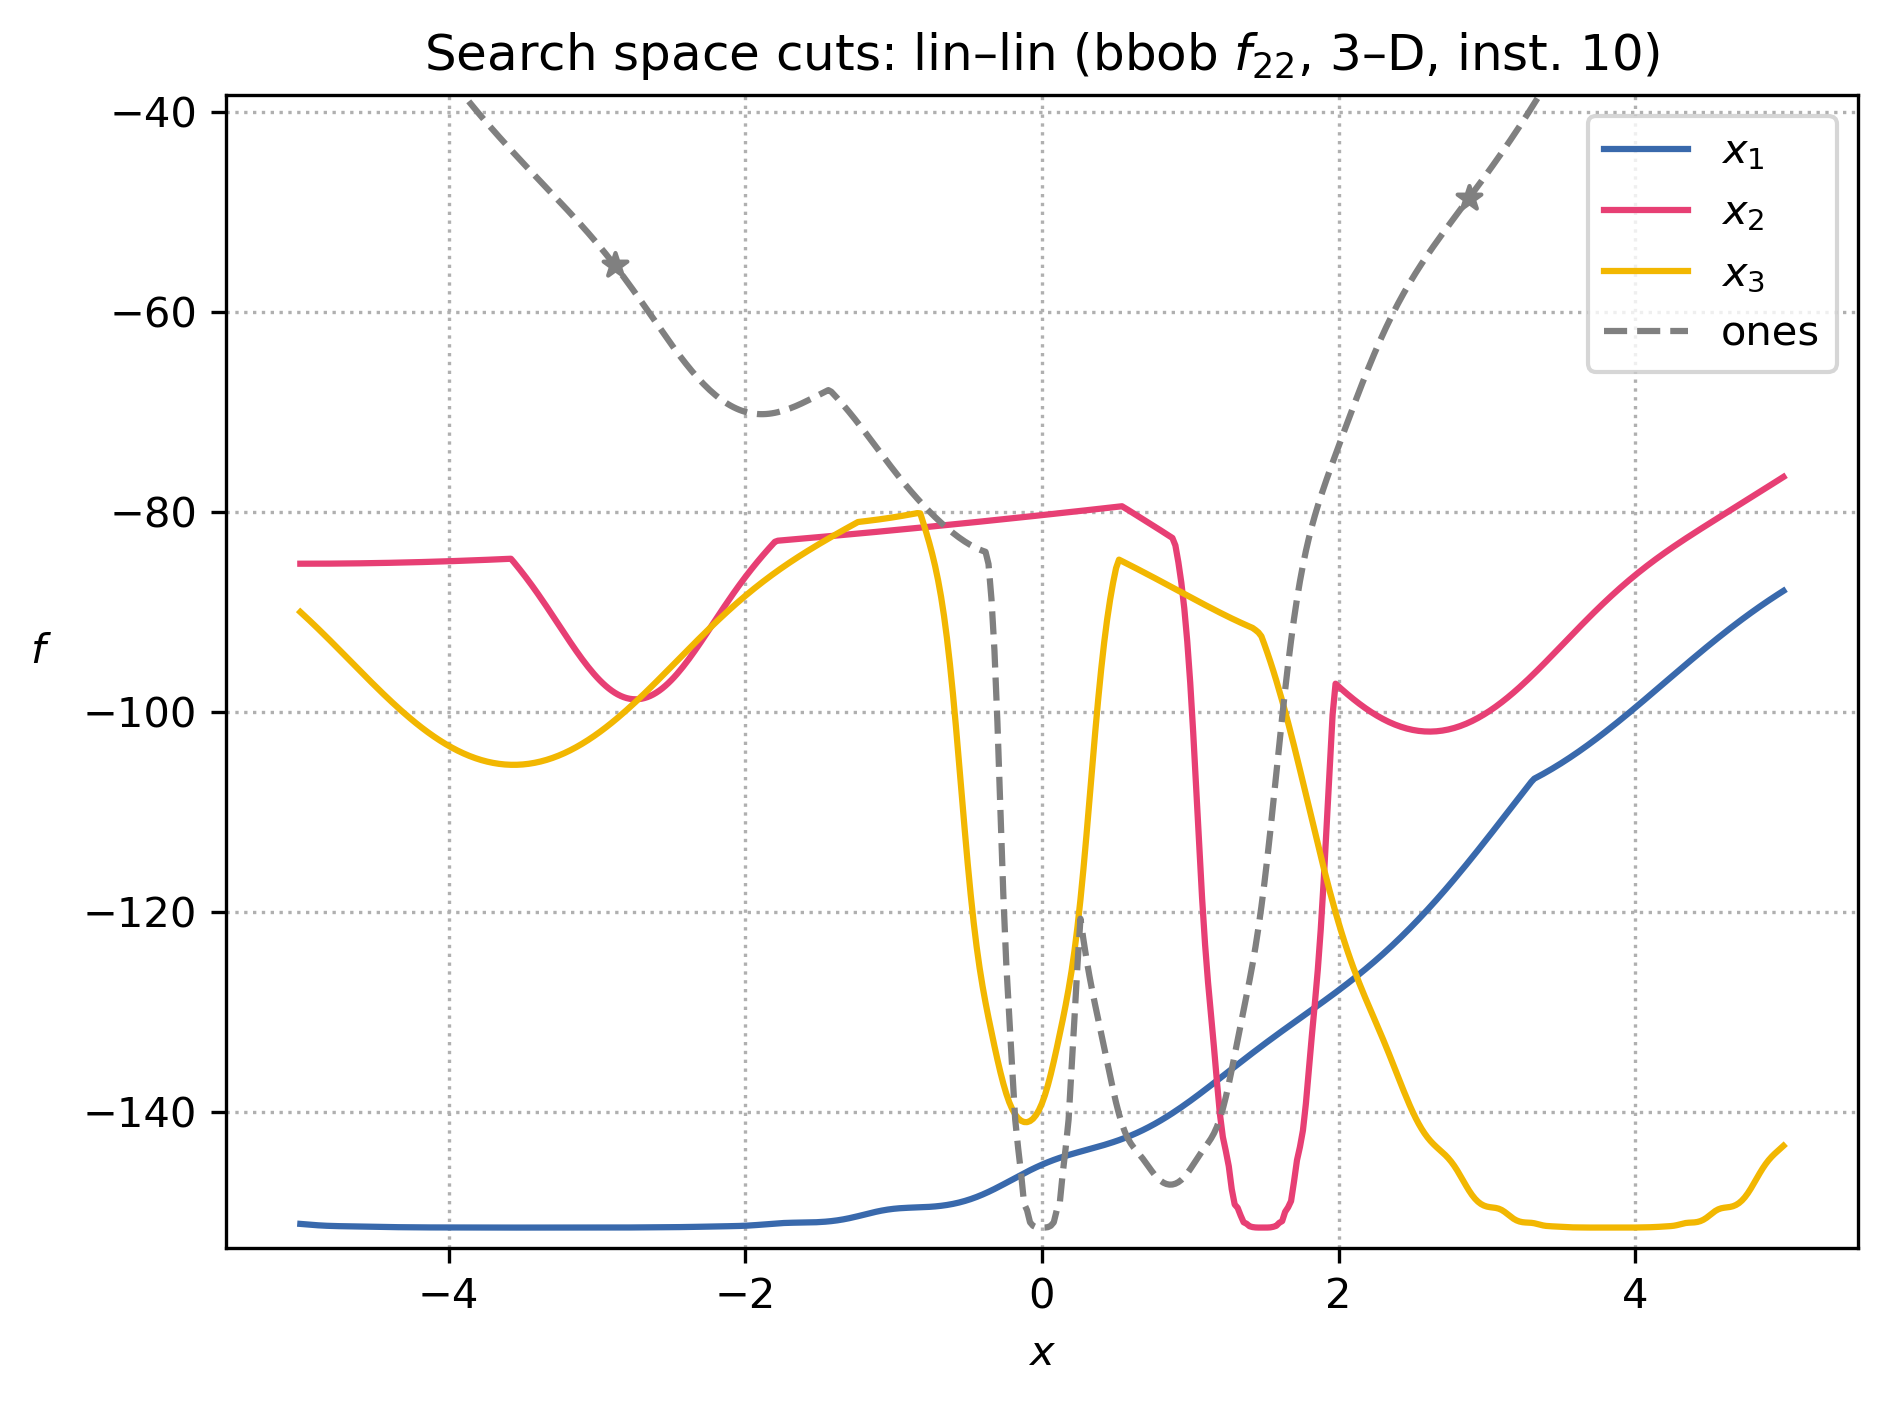 Search space cuts: lin–lin (bbob f₂₂, 3–D, inst. 10)
−40
−60
−80
−100
−120
−140
f
−4
−2
0
2
4
x
x₁
x₂
x₃
ones